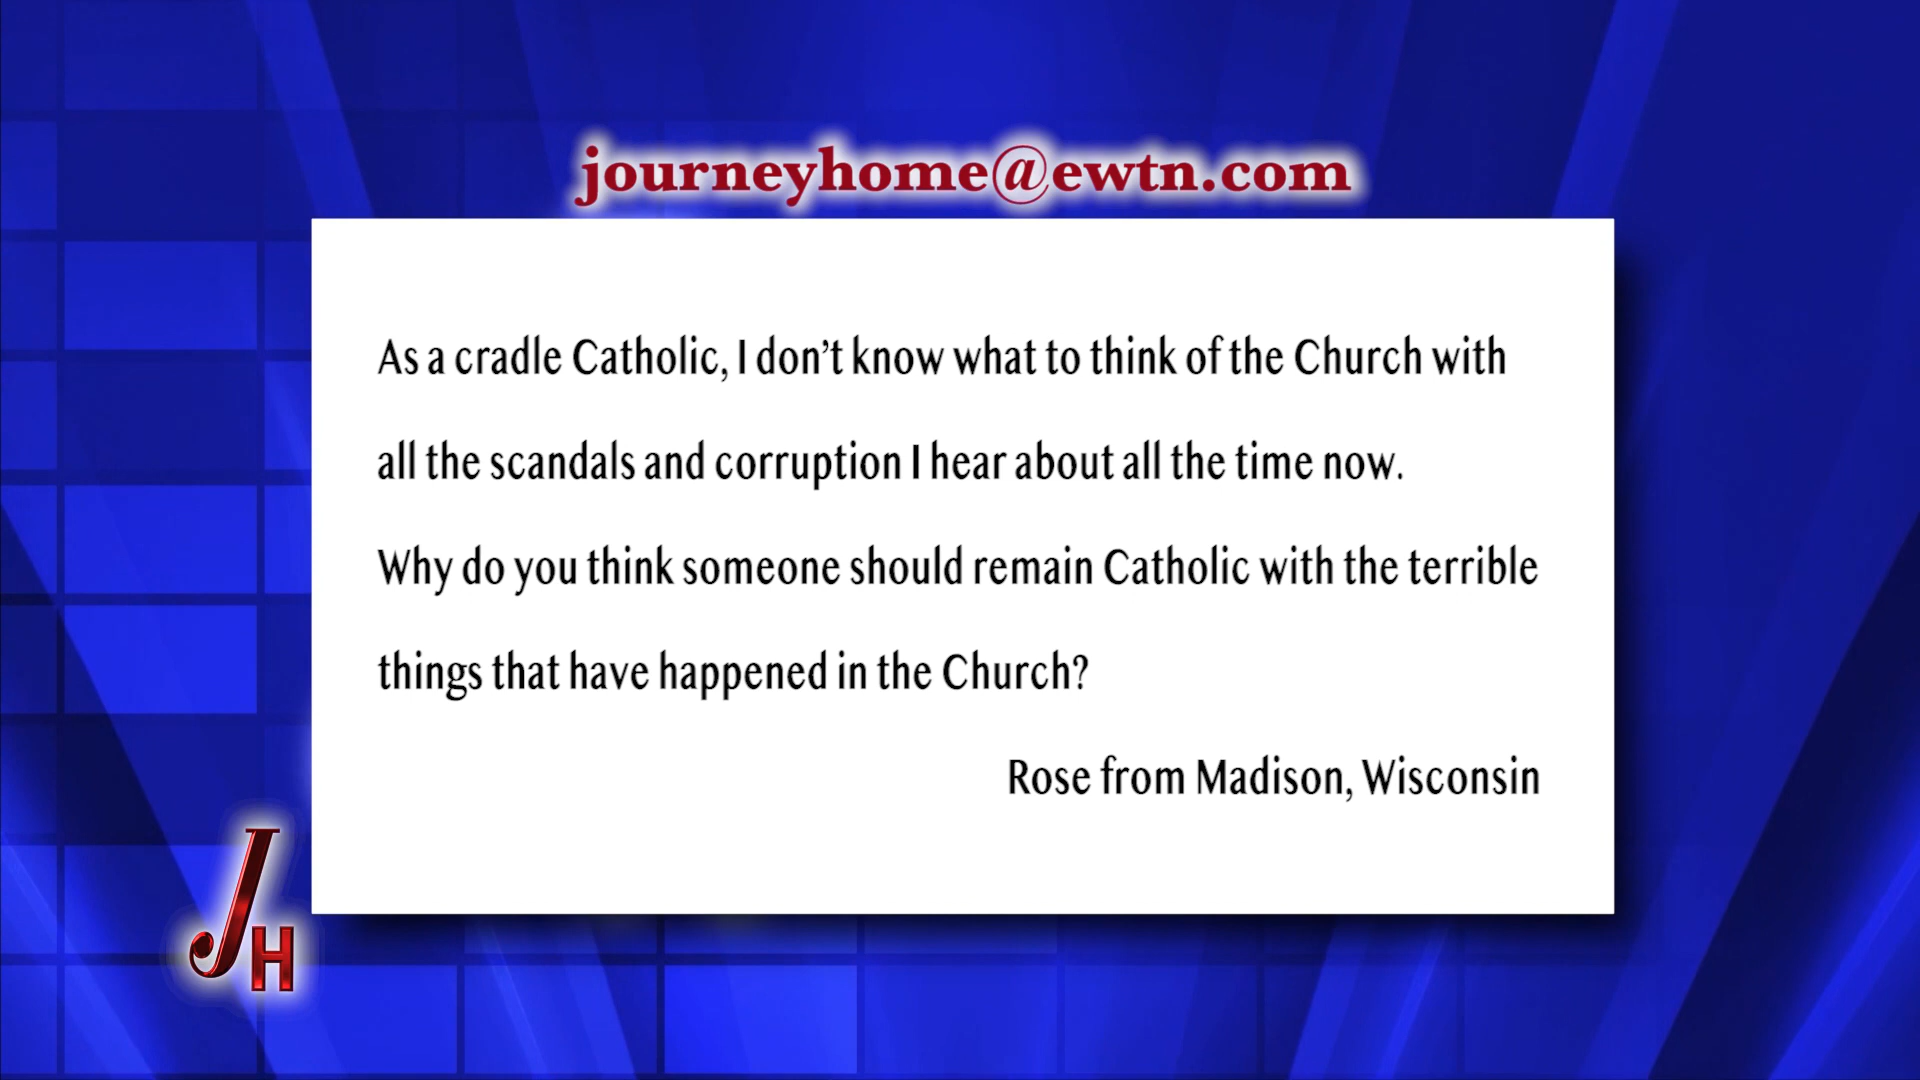 journeyhome@ewtn.com
As a cradle Catholic, I don’t know what to think of the Church with
all the scandals and corruption I hear about all the time now.
Why do you think someone should remain Catholic with the terrible
things that have happened in the Church?
Rose from Madison, Wisconsin
JH